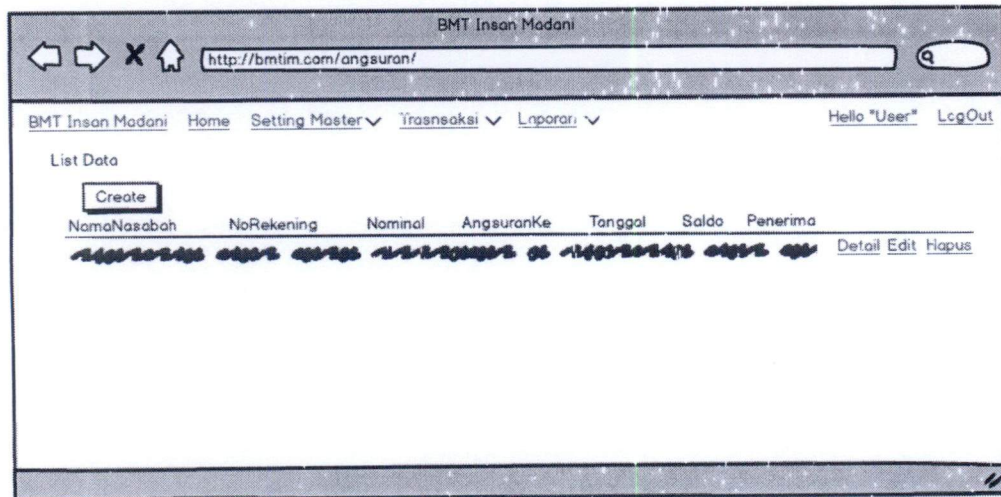 BMT Insan Madani
http://bmtim.com/angsuran/
BMT Insan Madani Home Setting Master Trasnsaksi Laporan Hello "User" LogOut
List Data
Create
NamaNasabah NoRekening Nominal AngsuranKe Tanggal Saldo Penerima
Detail Edit Hapus